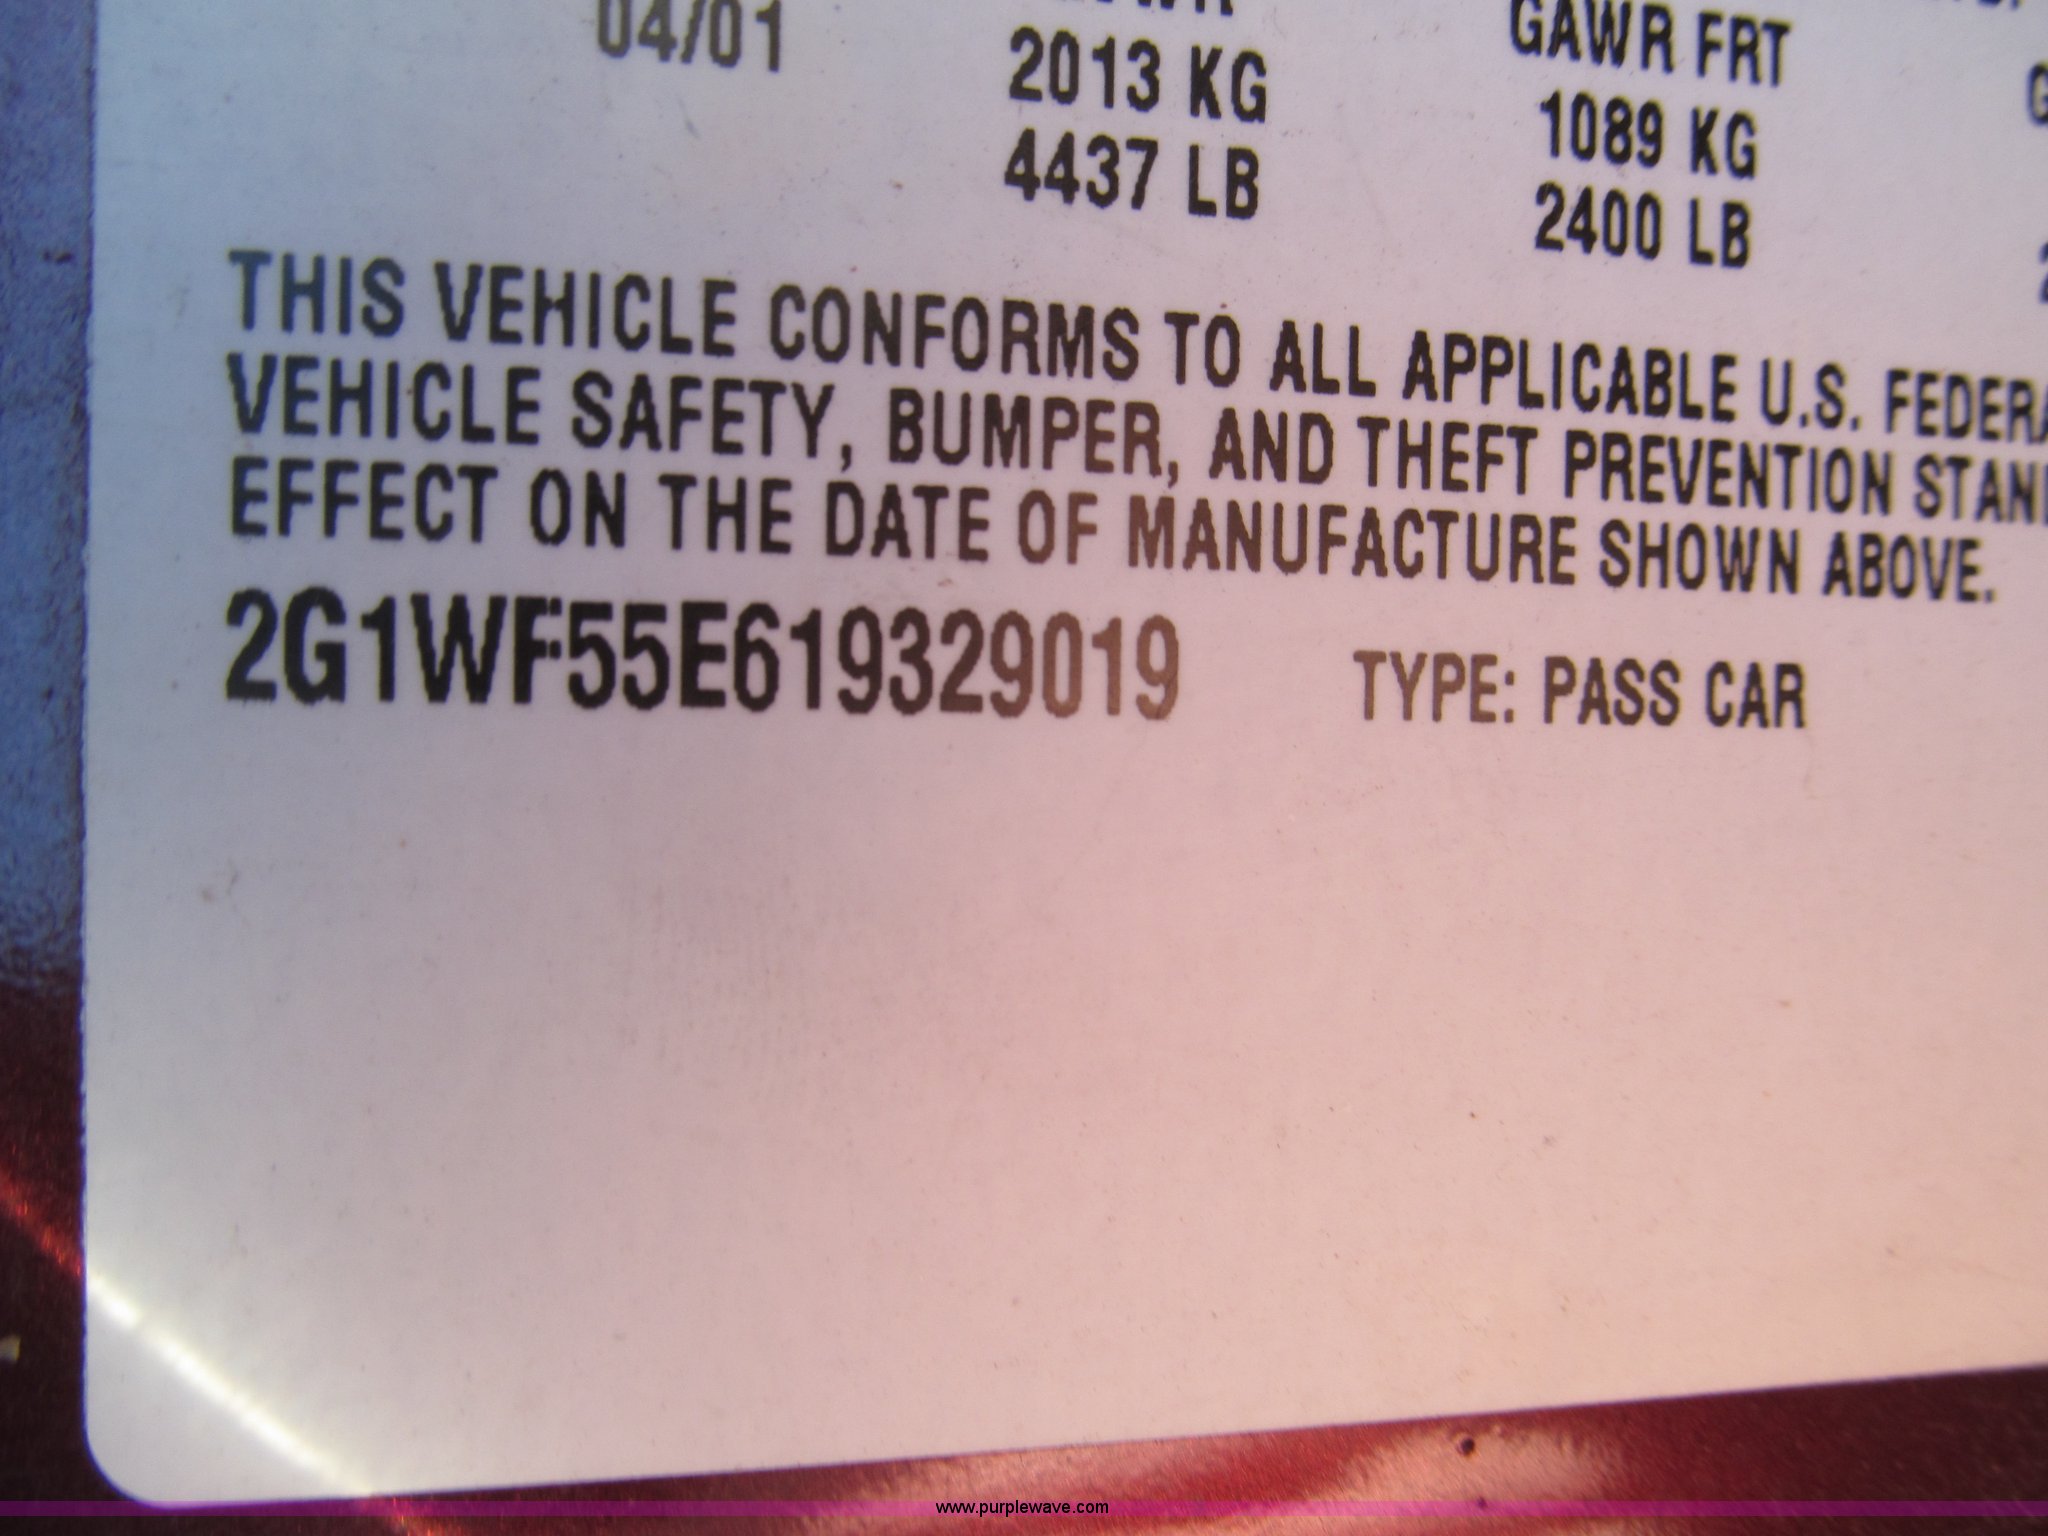 04/01
2013 KG
4437 LB
GAWR FRT
1089 KG
2400 LB
THIS VEHICLE CONFORMS TO ALL APPLICABLE U.S.
VEHICLE SAFETY, BUMPER, AND THEFT PREVENTION
EFFECT ON THE DATE OF MANUFACTURE SHOWN ABOVE.
2G1WF55E619329019 TYPE: PASS CAR
www.purplewave.com